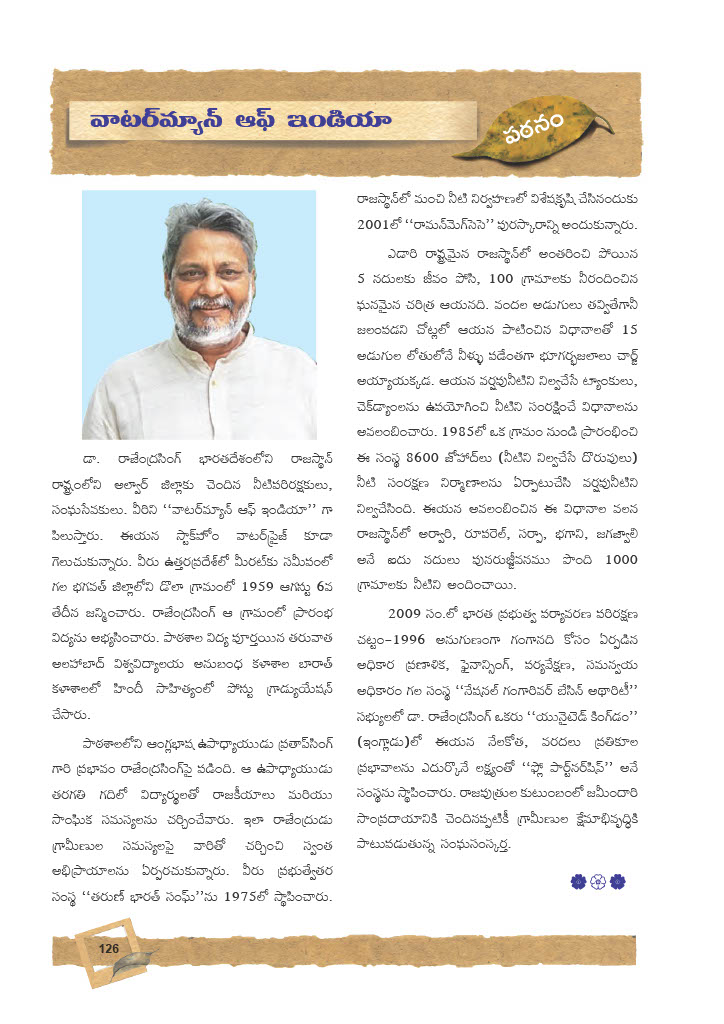 వాటర్‌మ్యాన్ ఆఫ్ ఇండియా
పఠనం
డా. రాజేంద్రసింగ్ భారతదేశంలోని రాజస్థాన్
రాష్ట్రంలోని అల్వార్ జిల్లాకు చెందిన నీటిపరిరక్షకులు,
సంఘసేవకులు. వీరిని ‘‘వాటర్‌మ్యాన్ ఆఫ్ ఇండియా’’ గా
పిలుస్తారు. ఈయన స్టాక్‌హోం వాటర్‌ప్రైజ్ కూడా
గెలుచుకున్నారు. వీరు ఉత్తరప్రదేశ్‌లో మీరట్‌కు సమీపంలో
గల భగవత్ జిల్లాలోని డౌలా గ్రామంలో 1959 ఆగస్టు 6వ
తేదీన జన్మించారు. రాజేంద్రసింగ్ ఆ గ్రామంలో ప్రారంభ
విద్యను అభ్యసించారు. పాఠశాల విద్య పూర్తయిన తరువాత
అలహాబాద్ విశ్వవిద్యాలయ అనుబంధ కళాశాల బారాత్
కళాశాలలో హిందీ సాహిత్యంలో పోస్టు గ్రాడ్యుయేషన్
చేసారు.
పాఠశాలలోని ఆంగ్లభాష ఉపాధ్యాయుడు ప్రతాప్‌సింగ్
గారి ప్రభావం రాజేంద్రసింగ్‌పై పడింది. ఆ ఉపాధ్యాయుడు
తరగతి గదిలో విద్యార్థులతో రాజకీయాలు మరియు
సాంఘిక సమస్యలను చర్చించేవారు. ఇలా రాజేంద్రుడు
గ్రామీణుల సమస్యలపై వారితో చర్చించి స్వంత
అభిప్రాయాలను ఏర్పరచుకున్నారు. వీరు ప్రభుత్వేతర
సంస్థ ‘‘తరుణ్ భారత్ సంఘ్’’ను 1975లో స్థాపించారు.
రాజస్థాన్‌లో మంచి నీటి నిర్వహణలో విశేషకృషి చేసినందుకు
2001లో ‘‘రామన్‌మెగ్‌సెసె’’ పురస్కారాన్ని అందుకున్నారు.
ఎడారి రాష్ట్రమైన రాజస్థాన్‌లో అంతరించి పోయిన
5 నదులకు జీవం పోసి, 100 గ్రామాలకు నీరందించిన
ఘనమైన చరిత్ర ఆయనది. వందల అడుగులు తవ్వితేగానీ
జలంపడని చోట్లలో ఆయన పాటించిన విధానాలతో 15
అడుగుల లోతులోనే నీళ్ళు పడేంతగా భూగర్భజలాలు చార్జ్
అయ్యాయక్కడ. ఆయన వర్షపునీటిని నిల్వచేసే ట్యాంకులు,
చెక్‌డ్యాంలను ఉపయోగించి నీటిని సంరక్షించే విధానాలను
అవలంబించారు. 1985లో ఒక గ్రామం నుండి ప్రారంభించి
ఈ సంస్థ 8600 జోహాద్‌లు (నీటిని నిల్వచేసే దొరువులు)
నీటి సంరక్షణ నిర్మాణాలను ఏర్పాటుచేసి వర్షపునీటిని
నిల్వచేసింది. ఈయన అవలంబించిన ఈ విధానాల వలన
రాజస్థాన్‌లో అర్వారి, రూపరెల్, సర్సా, భగాని, జగజ్వాలి
అనే ఐదు నదులు పునరుజ్జీవనము పొంది 1000
గ్రామాలకు నీటిని అందించాయి.
2009 సం.లో భారత ప్రభుత్వ పర్యావరణ పరిరక్షణ
చట్టం-1996 అనుగుణంగా గంగానది కోసం ఏర్పడిన
అధికార ప్రణాళిక, ఫైనాన్సింగ్, పర్యవేక్షణ, సమన్వయ
అధికారం గల సంస్థ ‘‘నేషనల్ గంగారివర్ బేసిన్ అథారిటీ’’
సభ్యులలో డా. రాజేంద్రసింగ్ ఒకరు ‘‘యునైటెడ్ కింగ్‌డం’’
(ఇంగ్లాడు)లో ఈయన నేలకోత, వరదలు ప్రతికూల
ప్రభావాలను ఎదుర్కొనే లక్ష్యంతో ‘‘ఫ్లో పార్ట్‌నర్‌షిప్’’ అనే
సంస్థను స్థాపించారు. రాజపుత్రుల కుటుంబంలో జమీందారి
సాంప్రదాయానికి చెందినప్పటికీ గ్రామీణుల క్షేమాభివృద్ధికి
పాటుపడుతున్న సంఘసంస్కర్త.
126